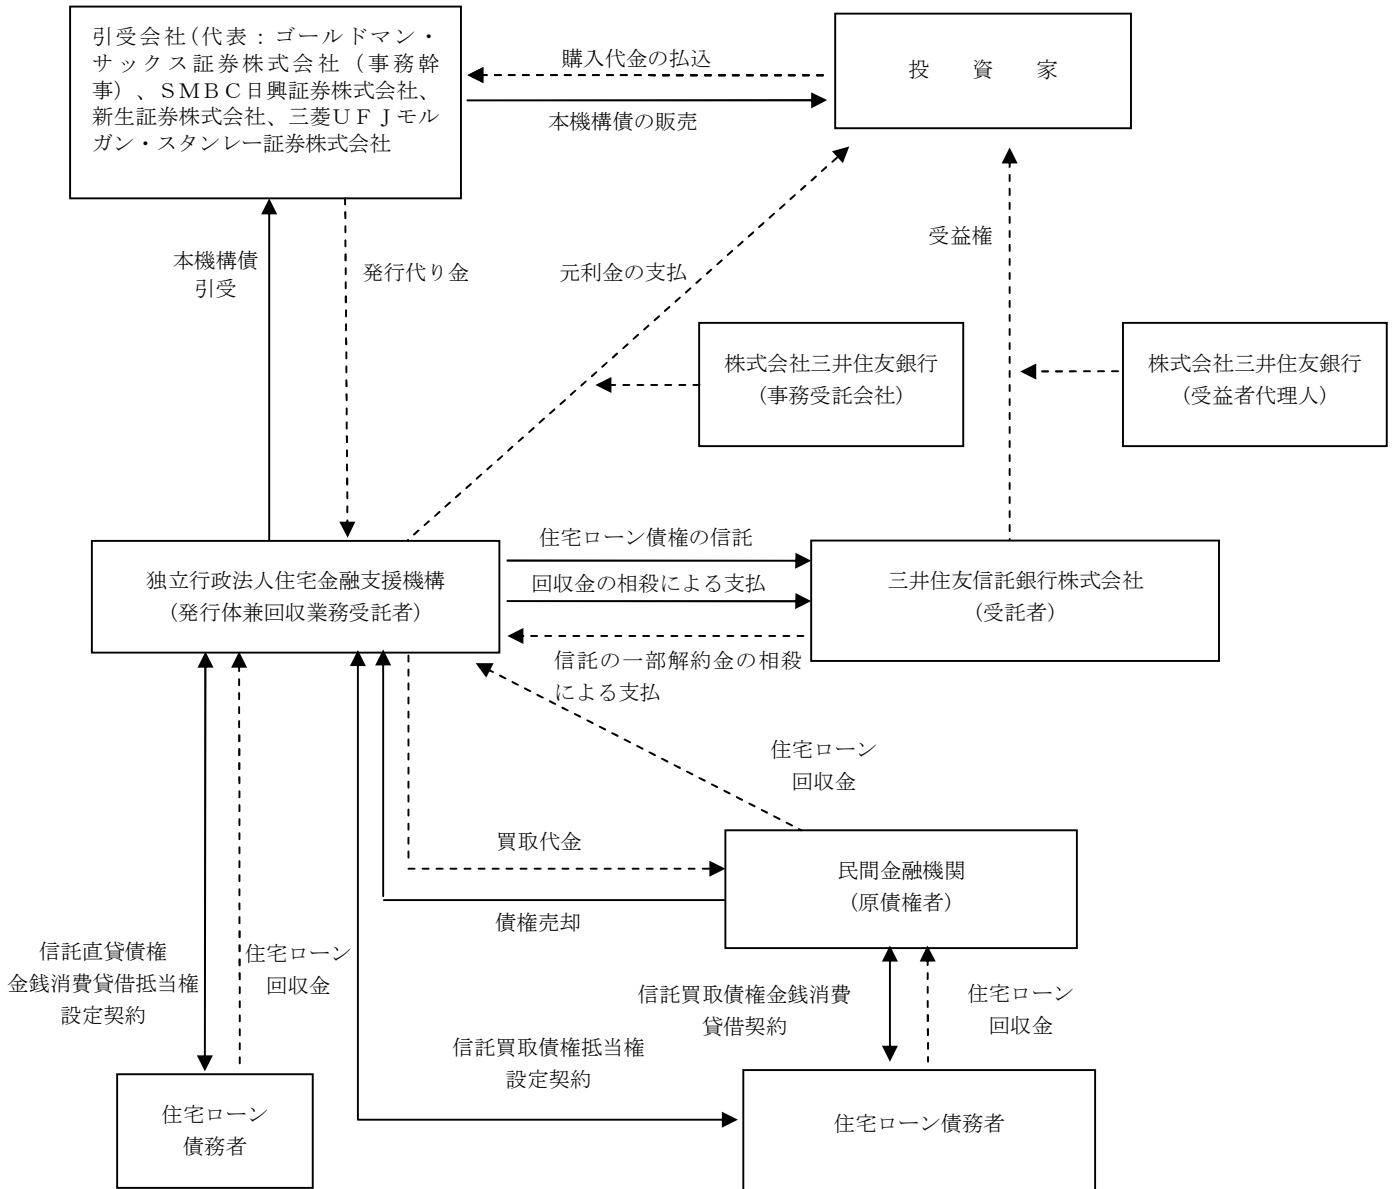 引受会社(代表：ゴールドマン・
サックス証券株式会社（事務幹
事）、ＳＭＢＣ日興証券株式会社、
新生証券株式会社、三菱ＵＦＪモル
ガン・スタンレー証券株式会社
購入代金の払込
本機構債の販売
投　資　家
本機構債
引受
発行代り金
元利金の支払
受益権
株式会社三井住友銀行
（事務受託会社）
株式会社三井住友銀行
（受益者代理人）
独立行政法人住宅金融支援機構
（発行体兼回収業務受託者）
住宅ローン債権の信託
回収金の相殺による支払
信託の一部解約金の相殺
による支払
三井住友信託銀行株式会社
（受託者）
住宅ローン
回収金
買取代金
債権売却
民間金融機関
（原債権者）
信託直貸債権
金銭消費貸借抵当権
設定契約
住宅ローン
回収金
信託買取債権金銭消費
貸借契約
住宅ローン
回収金
信託買取債権抵当権
設定契約
住宅ローン
債務者
住宅ローン債務者